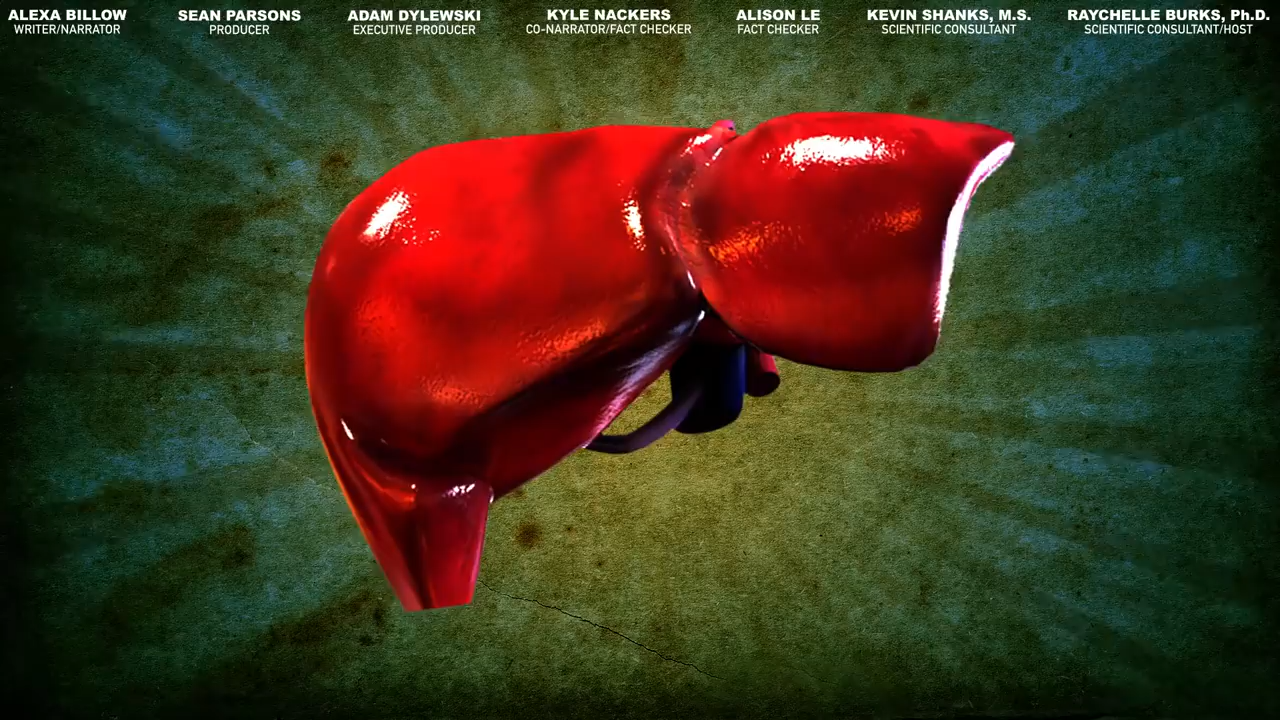 ALEXA BILLOW
WRITER/NARRATOR
SEAN PARSONS
PRODUCER
ADAM DYLEWSKI
EXECUTIVE PRODUCER
KYLE NACKERS
CO-NARRATOR/FACT CHECKER
ALISON LE
FACT CHECKER
KEVIN SHANKS, M.S.
SCIENTIFIC CONSULTANT
RAYCHELLE BURKS, Ph.D.
SCIENTIFIC CONSULTANT/HOST